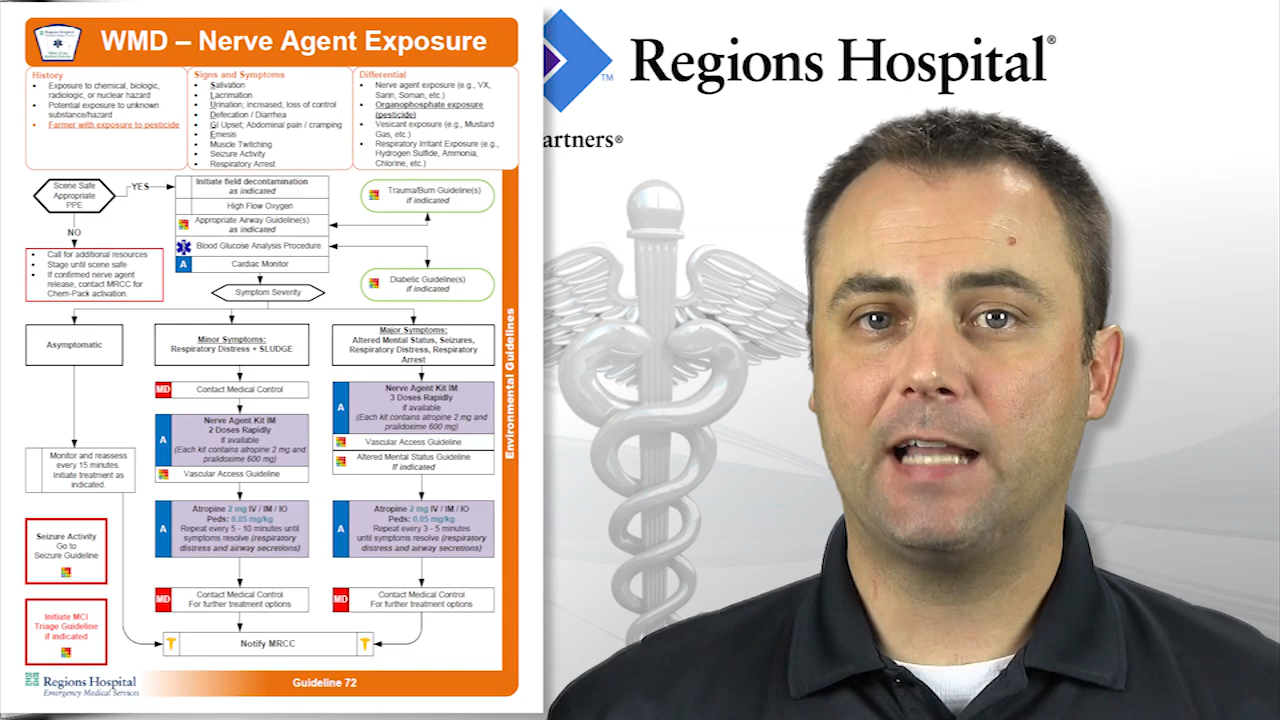 WMD – Nerve Agent Exposure
History
Exposure to chemical, biologic,
radiologic, or nuclear hazard
Potential exposure to unknown
substance/hazard
Farmer with exposure to pesticide
Signs and Symptoms
Salivation
Lacrimation
Urination; increased, loss of control
Defecation / Diarrhea
GI Upset; Abdominal pain / cramping
Emesis
Muscle Twitching
Seizure Activity
Respiratory Arrest
Differential
Nerve agent exposure (e.g., VX,
Sarin, Soman, etc.)
Organophosphate exposure
(pesticide)
Vesicant exposure (e.g., Mustard
Gas, etc.)
Respiratory Irritant Exposure (e.g.,
Hydrogen Sulfide, Ammonia,
Chlorine, etc.)
Scene Safe
Appropriate
PPE
YES
NO
Call for additional resources
Stage until scene safe
If confirmed nerve agent
release, contact MRCC for
Chem-Pack activation.
Initiate field decontamination
as indicated
High Flow Oxygen
Appropriate Airway Guideline(s)
as indicated
Blood Glucose Analysis Procedure
A
Cardiac Monitor
Trauma/Burn Guideline(s)
if indicated
Diabetic Guideline(s)
if indicated
Symptom Severity
Asymptomatic
Monitor and reassess
every 15 minutes.
Initiate treatment as
indicated.
Minor Symptoms:
Respiratory Distress + SLUDGE
MD
Contact Medical Control
A
Nerve Agent Kit IM
2 Doses Rapidly
if available
(Each kit contains atropine 2 mg and
pralidoxime 600 mg)
Vascular Access Guideline
A
Atropine 2 mg IV / IM / IO
Peds: 0.05 mg/kg
Repeat every 5 - 10 minutes until
symptoms resolve (respiratory
distress and airway secretions)
MD
Contact Medical Control
For further treatment options
Major Symptoms:
Altered Mental Status, Seizures,
Respiratory Distress, Respiratory
Arrest
A
Nerve Agent Kit IM
3 Doses Rapidly
if available
(Each kit contains atropine 2 mg and
pralidoxime 600 mg)
Vascular Access Guideline
Altered Mental Status Guideline
If indicated
A
Atropine 2 mg IV / IM / IO
Peds: 0.05 mg/kg
Repeat every 3 - 5 minutes
until symptoms resolve (respiratory
distress and airway secretions)
MD
Contact Medical Control
For further treatment options
Seizure Activity
Go to
Seizure Guideline
Initiate MCI
Triage Guideline
if indicated
Notify MRCC
Environmental Guidelines
Regions Hospital
Emergency Medical Services
Guideline 72
TM
Regions Hospital®
artners®